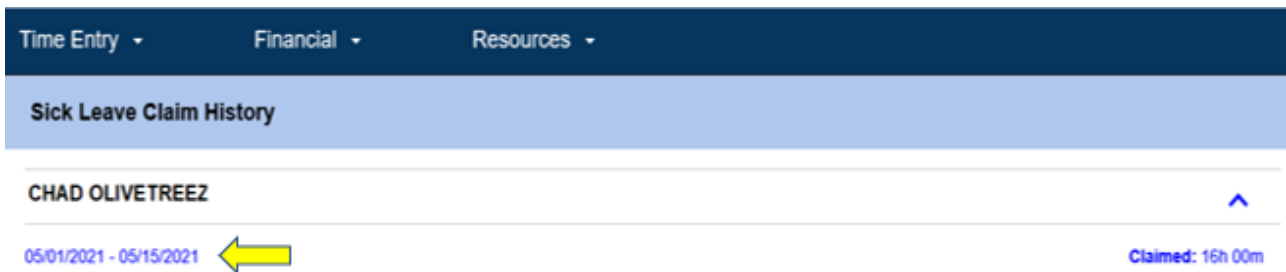 Time Entry Financial Resources
Sick Leave Claim History
CHAD OLIVETREEZ
05/01/2021 - 05/15/2021 Claimed: 16h 00m